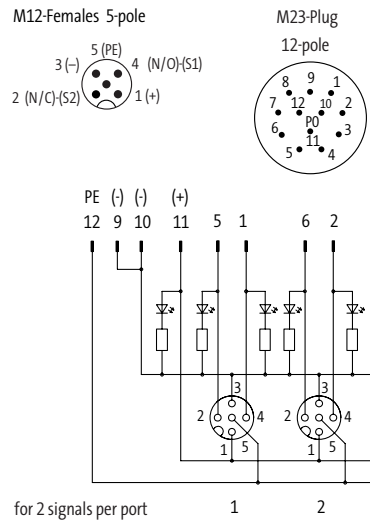 M12-Females 5-pole
5 (PE)
3 (–) 4 (N/O)-(S1)
2 (N/C)-(S2) 1 (+)
M23-Plug
12-pole
8 9 1
7 12 10 2
P0
6 11 3
5 4
PE (-) (-) (+)
12 9 10 11 5 1 6 2
3 3
2 4 2 4
1 5 1 5
for 2 signals per port 1 2